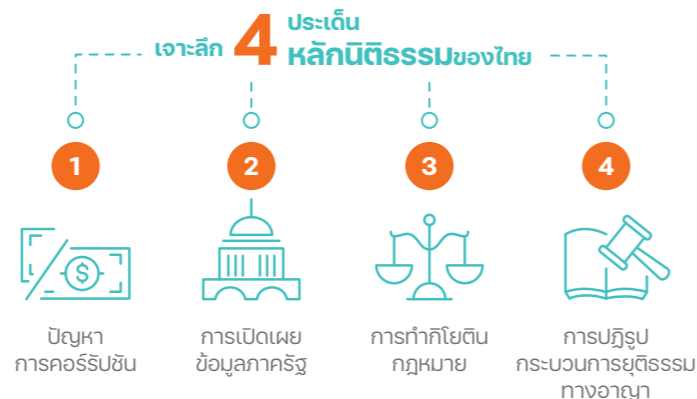 เจาะลึก 4 ประเด็น
หลักนิติธรรมของไทย
1
2
3
4
$
ปัญหา
การคอร์รัปชัน
การเปิดเผย
ข้อมูลภาครัฐ
การทำกิโยติน
กฎหมาย
การปฏิรูป
กระบวนการยุติธรรม
ทางอาญา